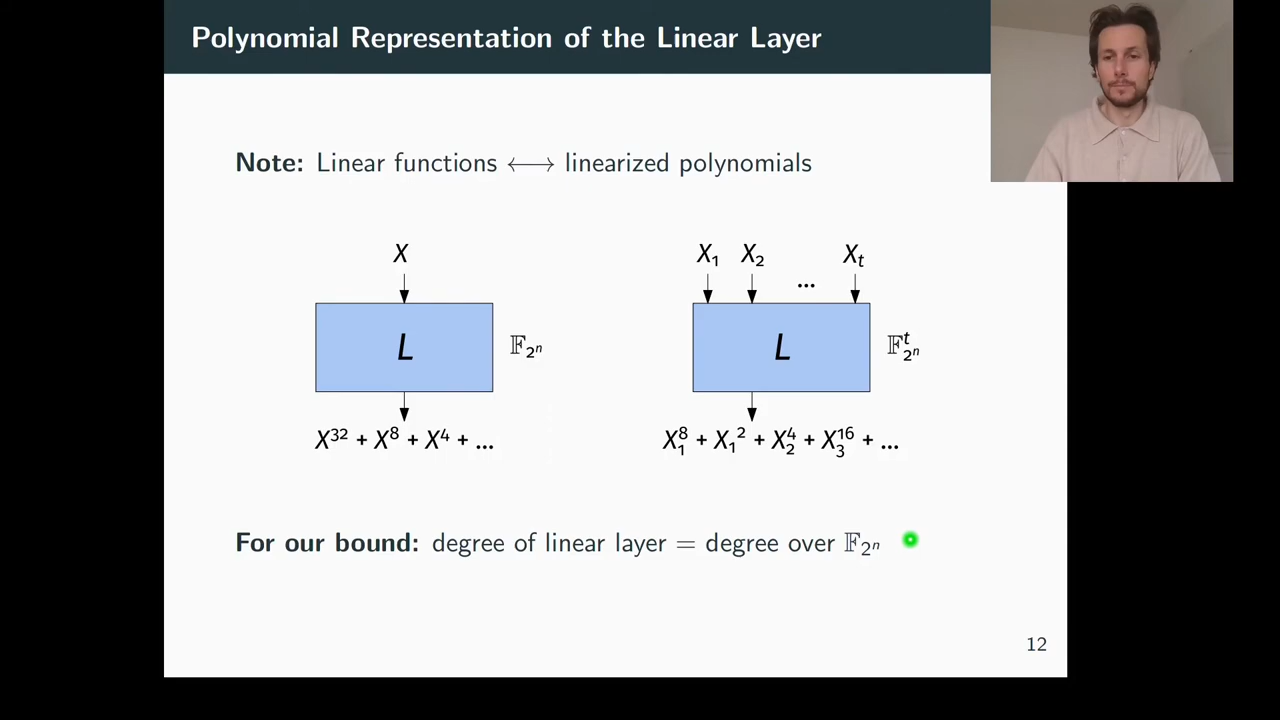 Polynomial Representation of the Linear Layer
Note: Linear functions ⟷ linearized polynomials
X
L
𝔽₂ⁿ
X³² + X⁸ + X⁴ + ...
X₁ X₂ ... Xₜ
L
𝔽ᵗ₂ⁿ
X₁⁸ + X₁² + X₂⁴ + X₃¹⁶ + ...
For our bound: degree of linear layer = degree over 𝔽₂ⁿ
12